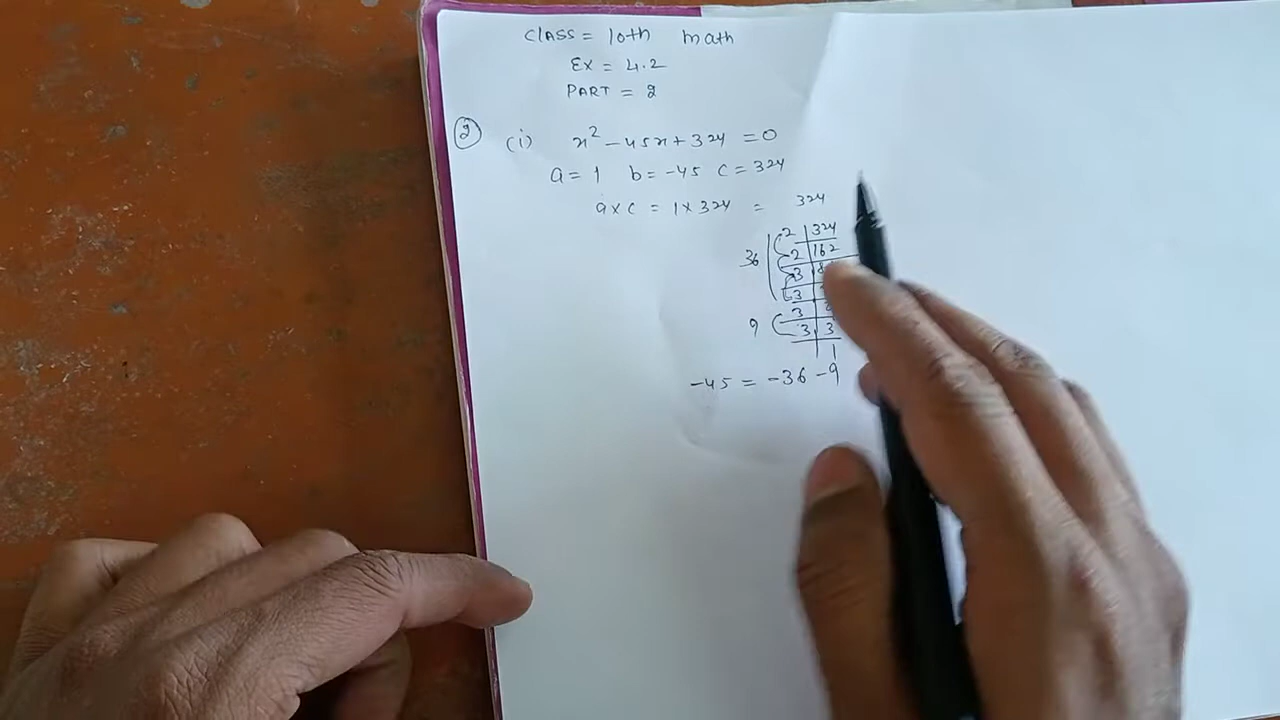 CLASS = 10th Math
EX = 4.2
PART = 2
② (i) x² - 45x + 324 = 0
a = 1 b = -45 c = 324
a x c = 1 x 324 = 324
2 | 324
36 2 | 162
3 |
3 |
3 |
9 3 | 3
1
-45 = -36 -9